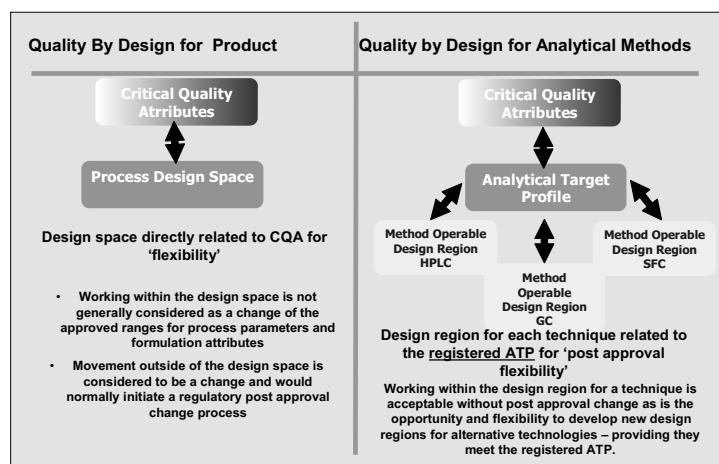 Quality By Design for Product
Critical Quality
Atrributes
Process Design Space
Design space directly related to CQA for
‘flexibility’
• Working within the design space is not
generally considered as a change of the
approved ranges for process parameters and
formulation attributes
• Movement outside of the design space is
considered to be a change and would
normally initiate a regulatory post approval
change process
Quality by Design for Analytical Methods
Critical Quality
Attributes
Analytical Target
Profile
Method Operable
Design Region
HPLC
Method
Operable
Design Region
GC
Method Operable
Design Region
SFC
Design region for each technique related to
the registered ATP for ‘post approval
flexibility’
Working within the design region for a technique is
acceptable without post approval change as is the
opportunity and flexibility to develop new design
regions for alternative technologies – providing they
meet the registered ATP.